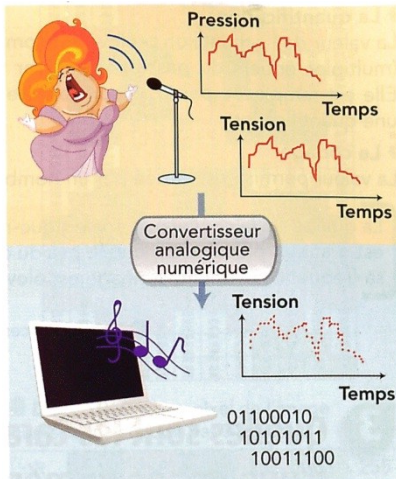 Pression
Temps
Tension
Temps
Convertisseur
analogique
numérique
Tension
Temps
01100010
10101011
10011100